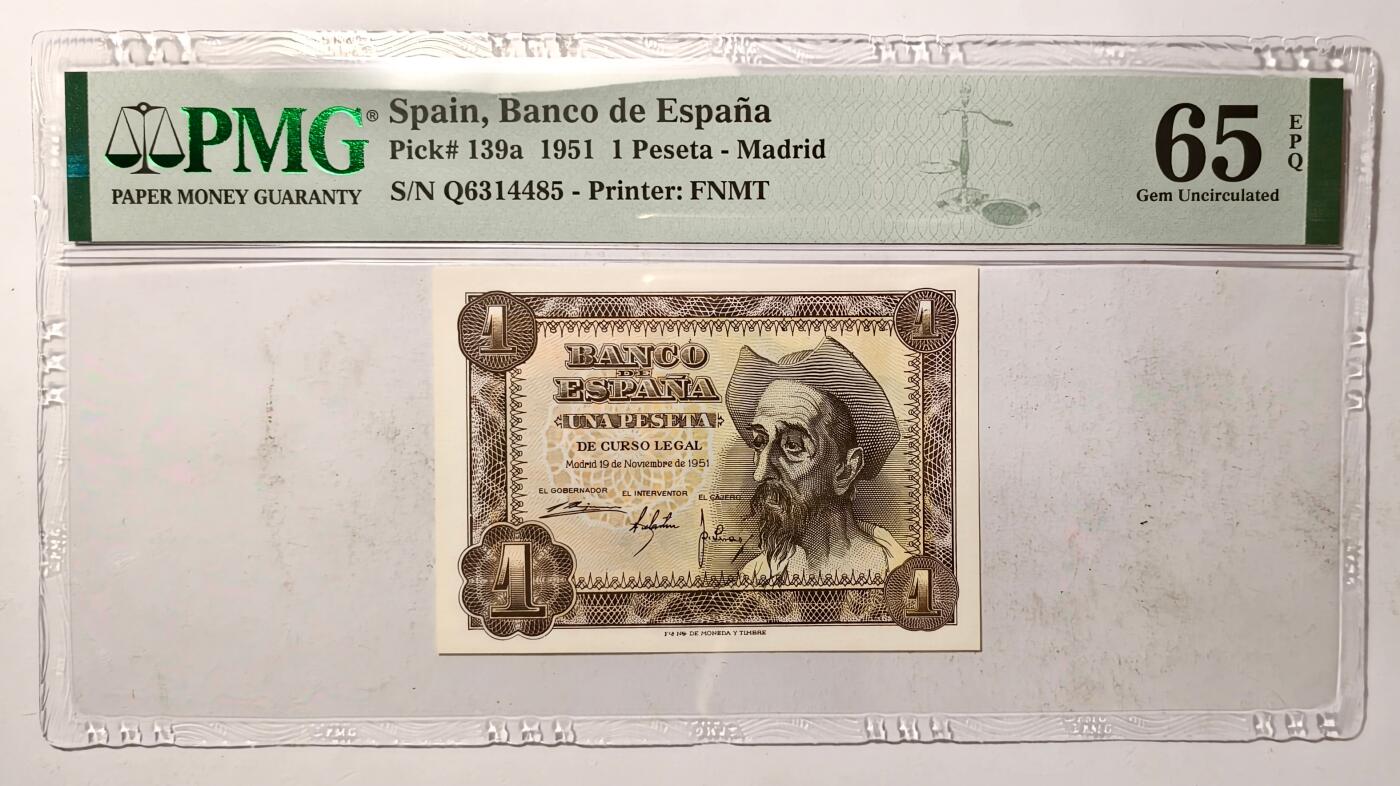 PMG®
PAPER MONEY GUARANTY
Spain, Banco de España
Pick# 139a 1951 1 Peseta - Madrid
S/N Q6314485 - Printer: FNMT
65
EPQ
Gem Uncirculated
1
1
BANCO
DE
ESPAÑA
UNA PESETA
DE CURSO LEGAL
Madrid 19 de Noviembre de 1951
EL GOBERNADOR EL INTERVENTOR EL CAJERO
1
1
DE MONEDA Y TIMBRE